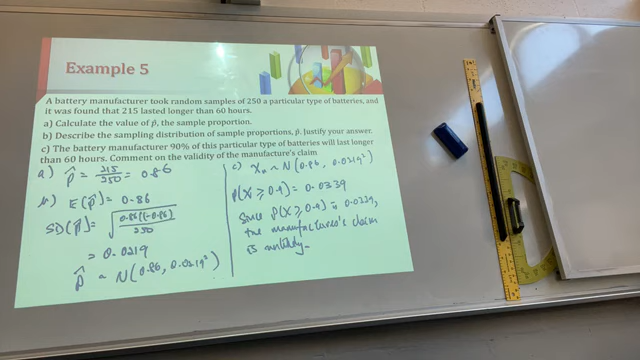 Example 5
A battery manufacturer took random samples of 250 a particular type of batteries, and
it was found that 215 lasted longer than 60 hours.
a) Calculate the value of p̂, the sample proportion.
b) Describe the sampling distribution of sample proportions, p̂. Justify your answer.
c) The battery manufacturer 90% of this particular type of batteries will last longer
than 60 hours. Comment on the validity of the manufacture's claim
a) p̂ = 215/250 = 0.86
b) E(p̂) = 0.86
SD(p̂) = √(0.86(1-0.86)/250)
= 0.0219
p̂ ~ N(0.86, 0.0219²)
c) X ~ N(0.86, 0.0219²)
P(X ≥ 0.9) = 0.0339
Since P(X ≥ 0.9) is 0.0339,
the manufacture's claim
is unlikely.